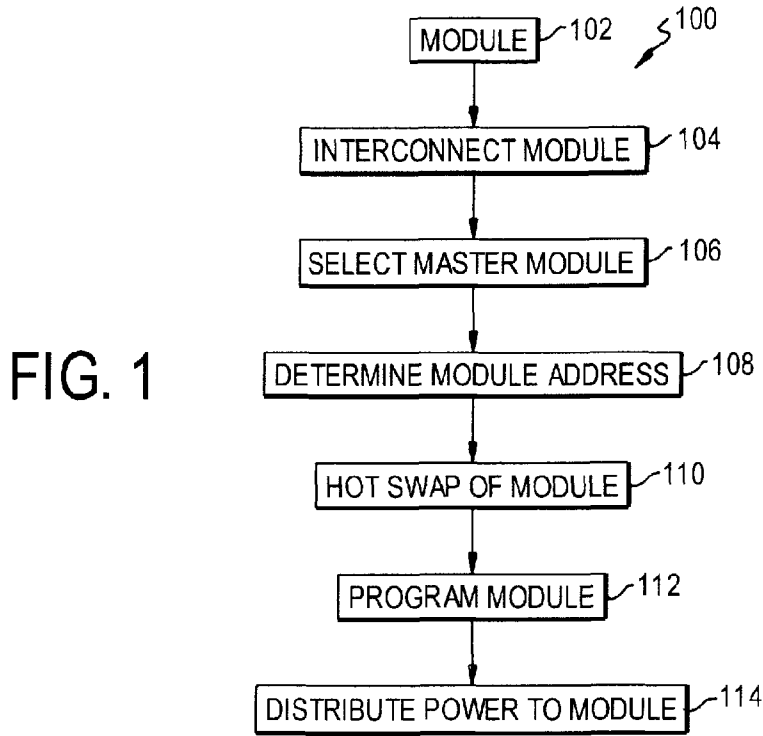 100
MODULE 102
INTERCONNECT MODULE 104
SELECT MASTER MODULE 106
FIG. 1
DETERMINE MODULE ADDRESS 108
HOT SWAP OF MODULE 110
PROGRAM MODULE 112
DISTRIBUTE POWER TO MODULE 114